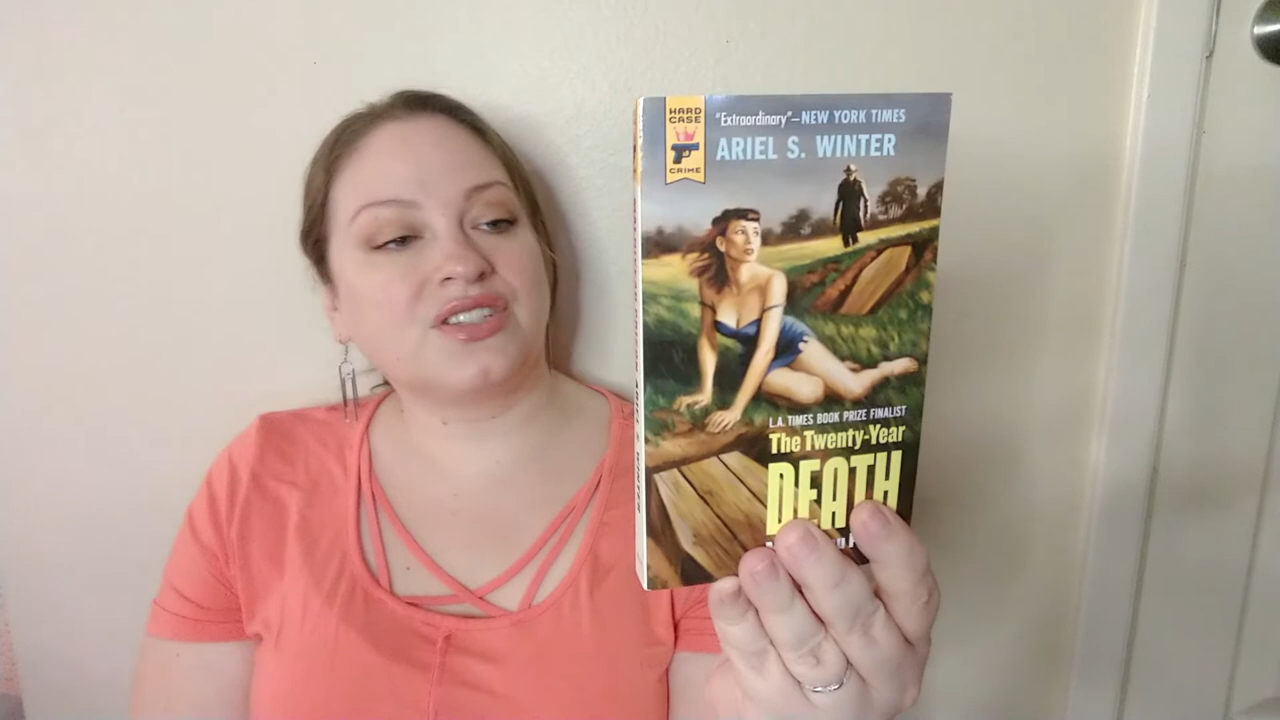 HARD
CASE
CRIME
"Extraordinary"—NEW YORK TIMES
ARIEL S. WINTER
L.A. TIMES BOOK PRIZE FINALIST
The Twenty-Year
DEATH